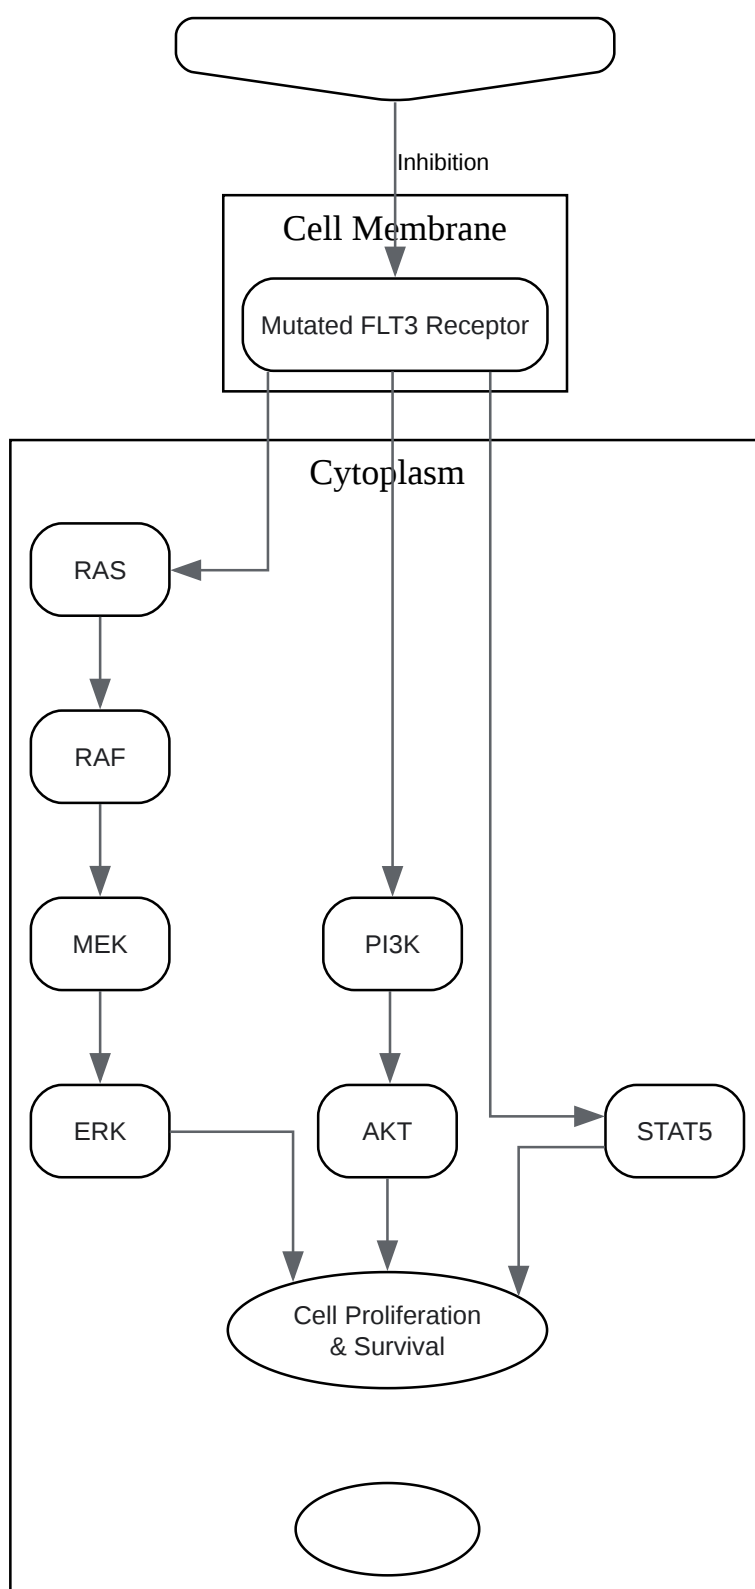 Inhibition
Cell Membrane
Mutated FLT3 Receptor
Cytoplasm
RAS
RAF
MEK
PI3K
ERK
AKT
STAT5
Cell Proliferation
& Survival